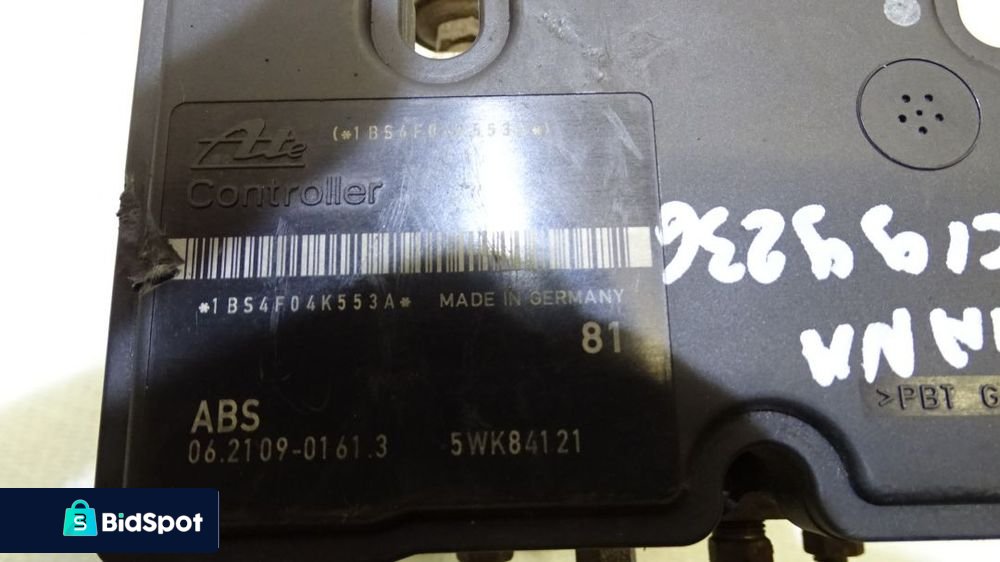 Ate
Controller
*1BS4F04K553A*
MADE IN GERMANY
81
ABS
06.2109-0161.3 5WK84121
>PBT G
BidSpot